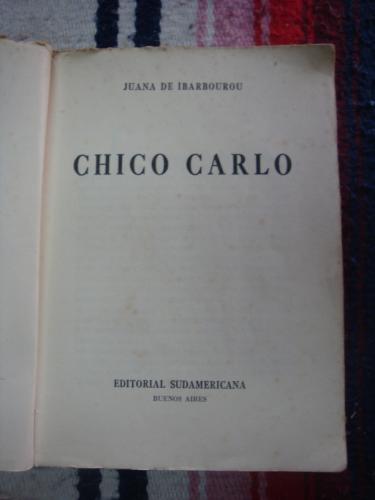 JUANA DE IBARBOUROU
CHICO CARLO
EDITORIAL SUDAMERICANA
BUENOS AIRES